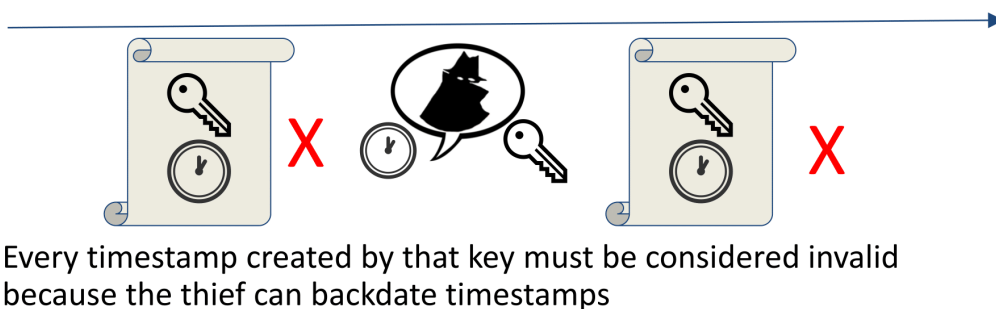 X
X
Every timestamp created by that key must be considered invalid
because the thief can backdate timestamps